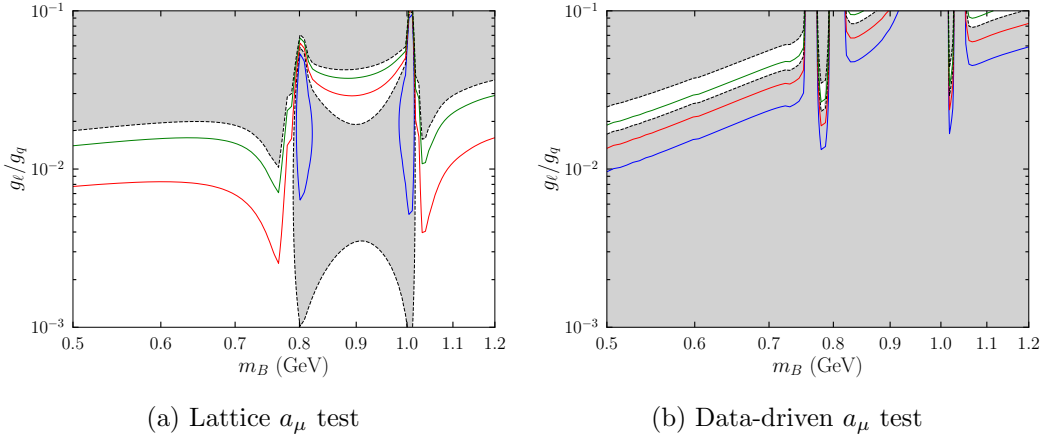 10⁻¹
10⁻²
10⁻³
g_ℓ/g_q
0.5 0.6 0.7 0.8 0.9 1.0 1.1 1.2
m_B (GeV)
(a) Lattice a_μ test
10⁻¹
10⁻²
10⁻³
g_ℓ/g_q
0.5 0.6 0.7 0.8 0.9 1.0 1.1 1.2
m_B (GeV)
(b) Data-driven a_μ test